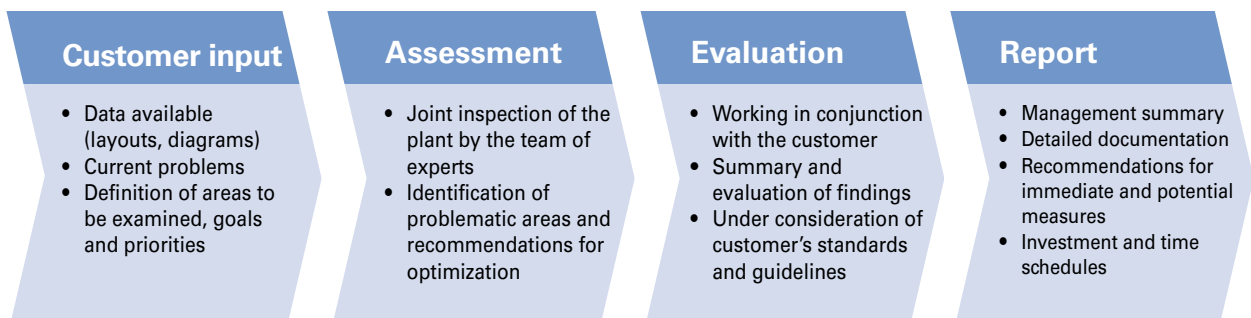 Customer input
• Data available
(layouts, diagrams)
• Current problems
• Definition of areas to
be examined, goals
and priorities
Assessment
• Joint inspection of the
plant by the team of
experts
• Identification of
problematic areas and
recommendations for
optimization
Evaluation
• Working in conjunction
with the customer
• Summary and
evaluation of findings
• Under consideration of
customer’s standards
and guidelines
Report
• Management summary
• Detailed documentation
• Recommendations for
immediate and potential
measures
• Investment and time
schedules